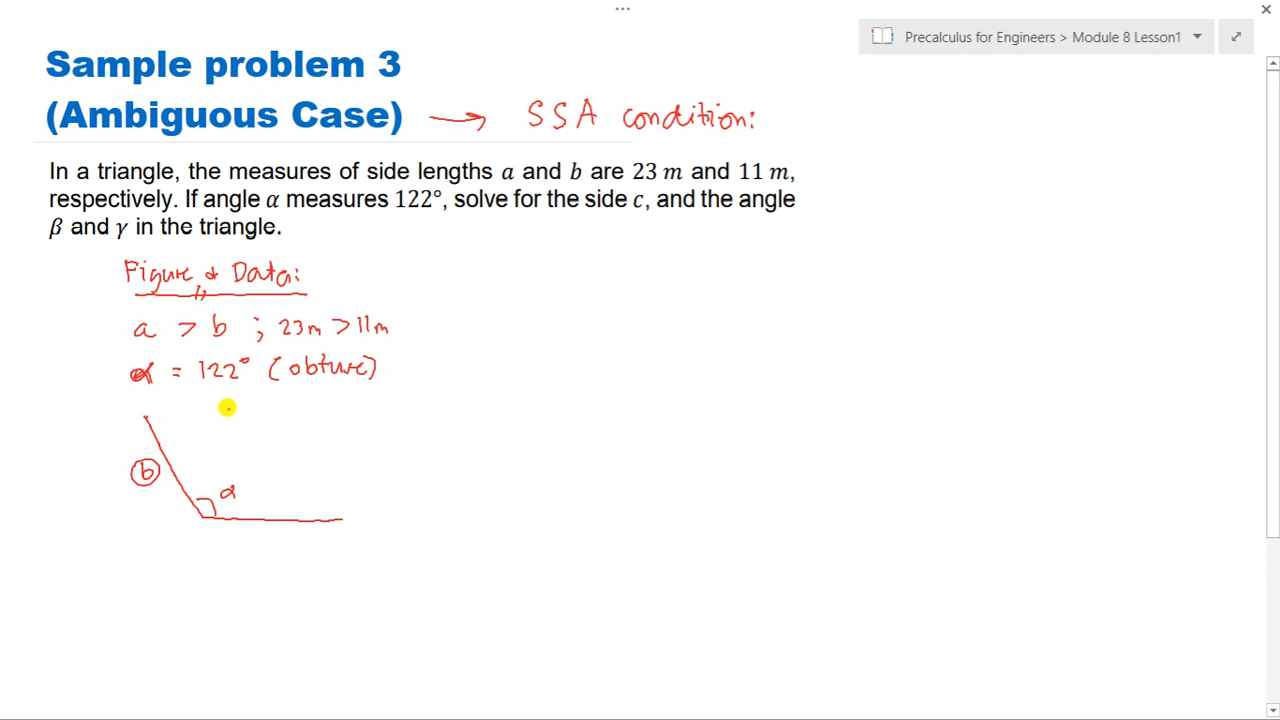 Precalculus for Engineers > Module 8 Lesson1
Sample problem 3
(Ambiguous Case) → SSA condition:
In a triangle, the measures of side lengths a and b are 23 m and 11 m,
respectively. If angle α measures 122°, solve for the side c, and the angle
β and γ in the triangle.
Figure & Data:
a > b ; 23m > 11m
α = 122° (obtuse)
b
α